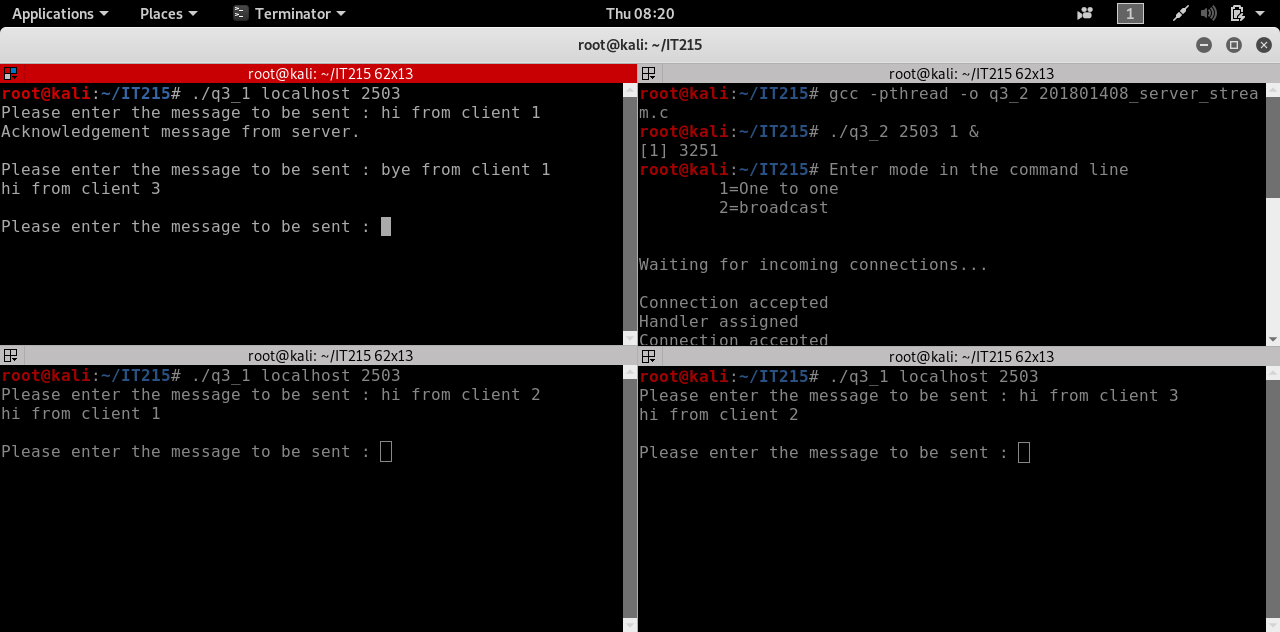 Applications Places Terminator Thu 08:20 1
root@kali: ~/IT215
root@kali: ~/IT215 62x13
root@kali:~/IT215# ./q3_1 localhost 2503
Please enter the message to be sent : hi from client 1
Acknowledgement message from server.
Please enter the message to be sent : bye from client 1
hi from client 3
Please enter the message to be sent :
root@kali: ~/IT215 62x13
root@kali:~/IT215# gcc -pthread -o q3_2 201801408_server_strea
m.c
root@kali:~/IT215# ./q3_2 2503 1 &
[1] 3251
root@kali:~/IT215# Enter mode in the command line
1=One to one
2=broadcast
Waiting for incoming connections...
Connection accepted
Handler assigned
Connection accepted
root@kali: ~/IT215 62x13
root@kali:~/IT215# ./q3_1 localhost 2503
Please enter the message to be sent : hi from client 2
hi from client 1
Please enter the message to be sent :
root@kali: ~/IT215 62x13
root@kali:~/IT215# ./q3_1 localhost 2503
Please enter the message to be sent : hi from client 3
hi from client 2
Please enter the message to be sent :